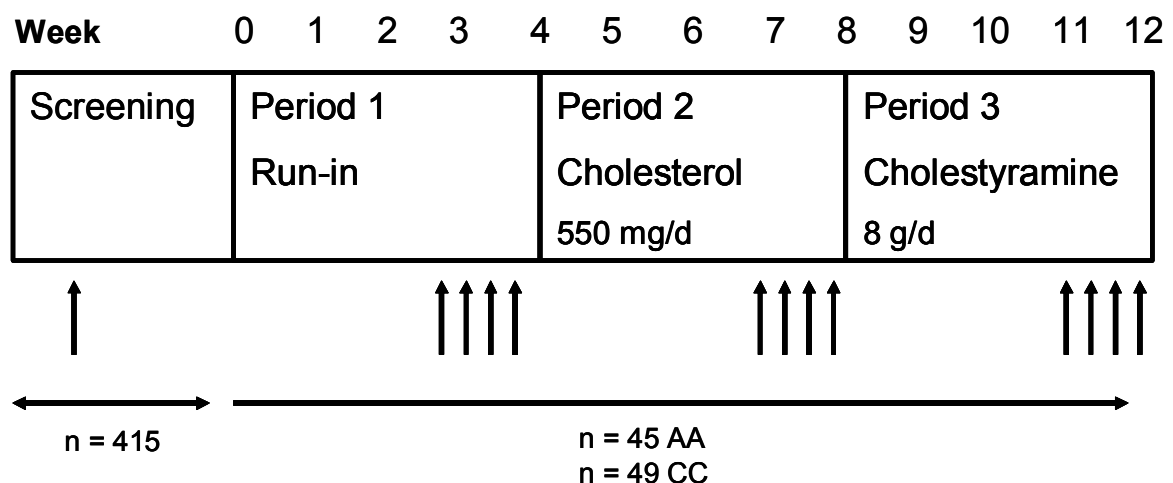 Week 0 1 2 3 4 5 6 7 8 9 10 11 12
Screening Period 1 Period 2 Period 3
Run-in Cholesterol Cholestyramine
550 mg/d 8 g/d
n = 415 n = 45 AA
n = 49 CC